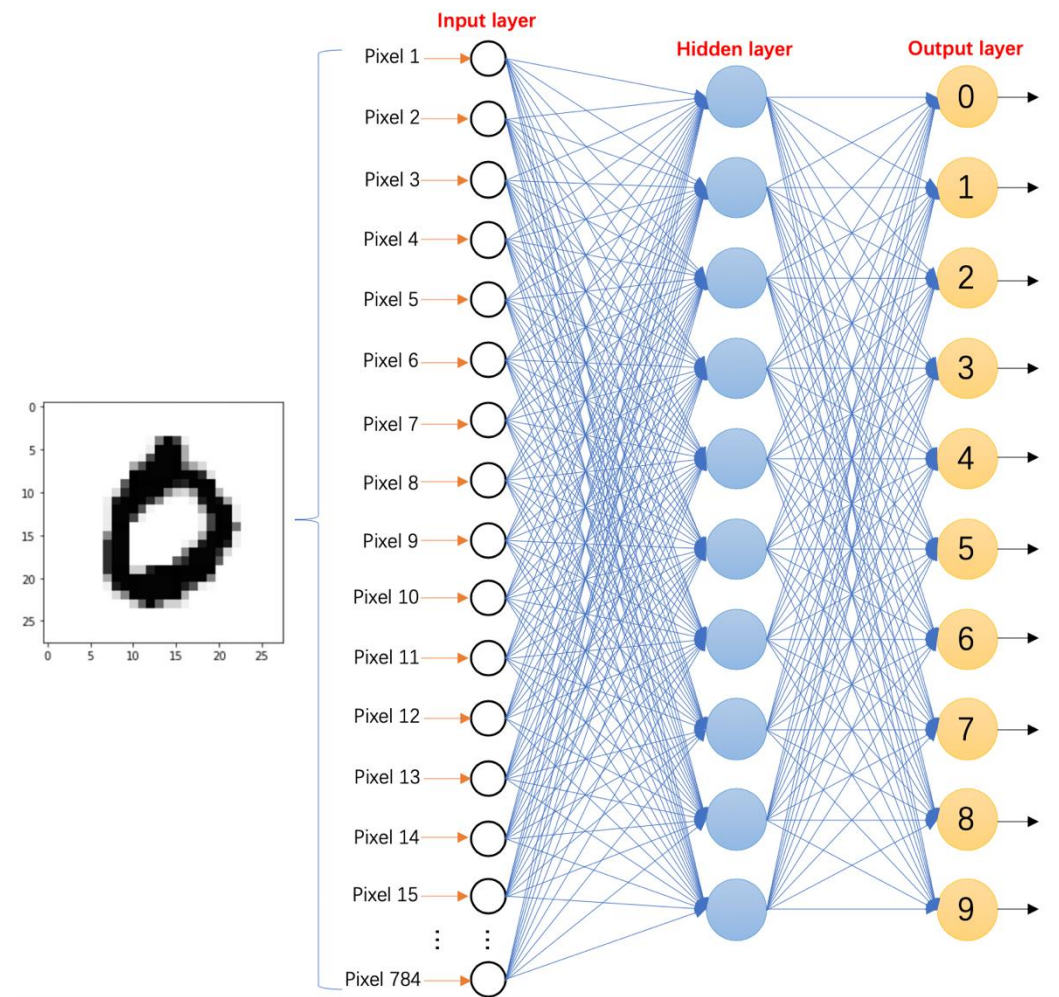 Input layer
Hidden layer
Output layer
Pixel 1
Pixel 2
Pixel 3
Pixel 4
Pixel 5
Pixel 6
Pixel 7
Pixel 8
Pixel 9
Pixel 10
Pixel 11
Pixel 12
Pixel 13
Pixel 14
Pixel 15
⋮ ⋮
Pixel 784
0
5
10
15
20
25
0 5 10 15 20 25
0
1
2
3
4
5
6
7
8
9